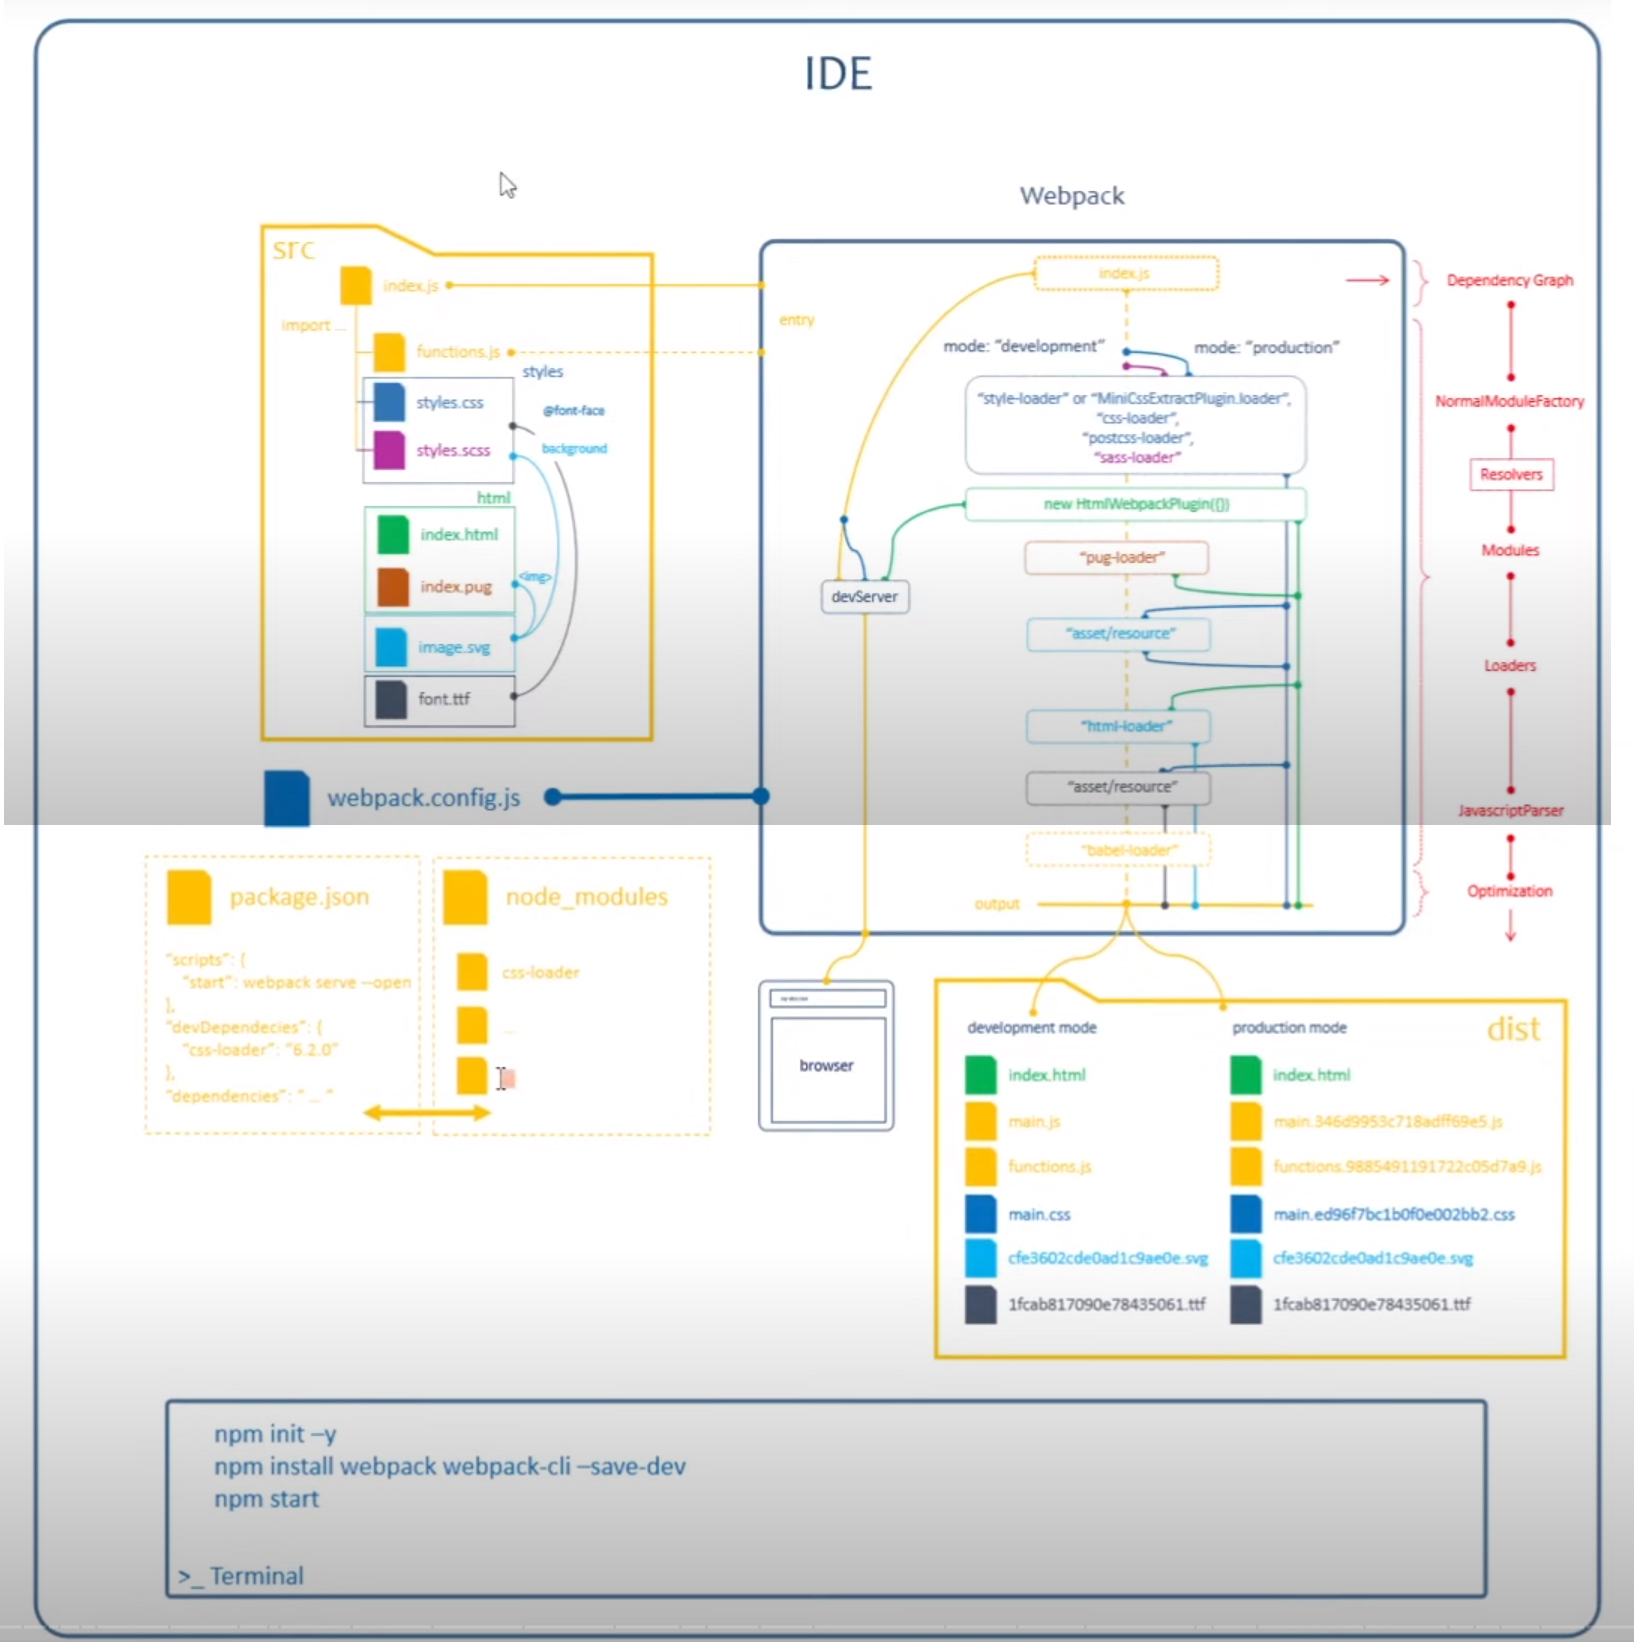 IDE
Webpack
src
index.js
import ...
functions.js
styles
styles.css
@font-face
styles.scss
background
html
index.html
index.pug
<img>
image.svg
font.ttf
webpack.config.js
entry
index.js
mode: "development"
mode: "production"
"style-loader" or "MiniCssExtractPlugin.loader",
"css-loader",
"postcss-loader",
"sass-loader"
new HtmlWebpackPlugin({})
"pug-loader"
devServer
"asset/resource"
"html-loader"
"asset/resource"
"babel-loader"
output
Dependency Graph
NormalModuleFactory
Resolvers
Modules
Loaders
JavascriptParser
Optimization
package.json
"scripts": {
"start": webpack serve –open
},
"devDependecies": {
"css-loader": "6.2.0"
},
"dependencies": " ... "
node_modules
css-loader
...
browser
dist
development mode
index.html
main.js
functions.js
main.css
cfe3602cde0ad1c9ae0e.svg
1fcab817090e78435061.ttf
production mode
index.html
main.346d9953c718adff69e5.js
functions.9885491191722c05d7a9.js
main.ed96f7bc1b0f0e002bb2.css
cfe3602cde0ad1c9ae0e.svg
1fcab817090e78435061.ttf
npm init –y
npm install webpack webpack-cli –save-dev
npm start
>_ Terminal